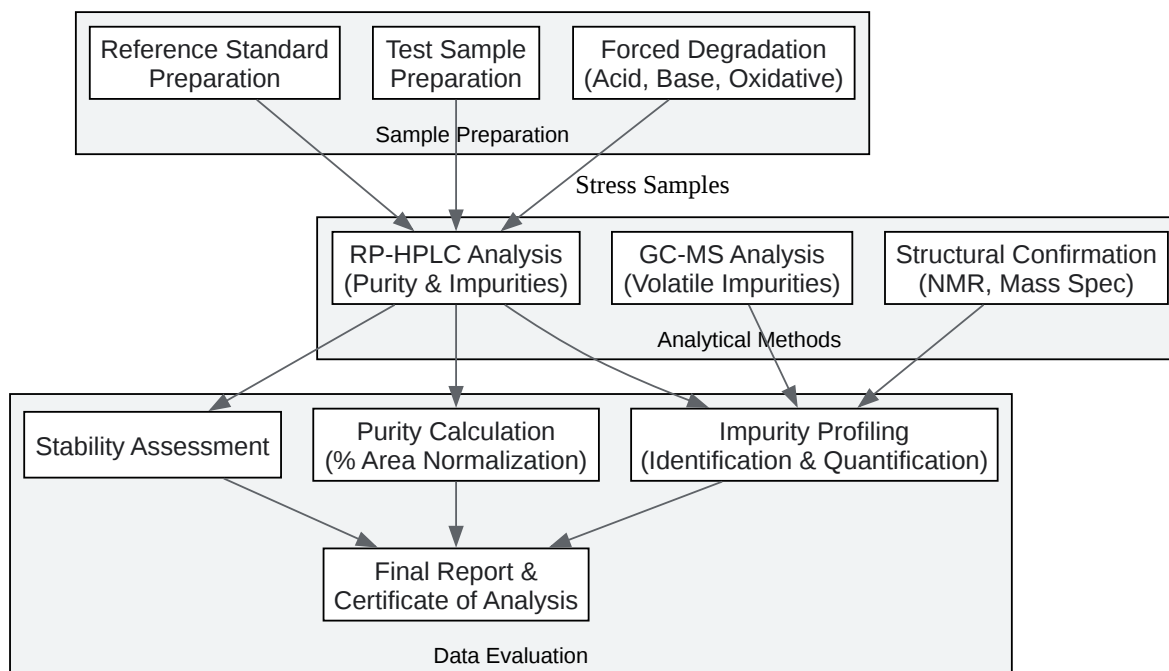 Reference Standard
Preparation
Test Sample
Preparation
Forced Degradation
(Acid, Base, Oxidative)
Sample Preparation
Stress Samples
RP-HPLC Analysis
(Purity & Impurities)
GC-MS Analysis
(Volatile Impurities)
Structural Confirmation
(NMR, Mass Spec)
Analytical Methods
Stability Assessment
Purity Calculation
(% Area Normalization)
Impurity Profiling
(Identification & Quantification)
Final Report &
Certificate of Analysis
Data Evaluation